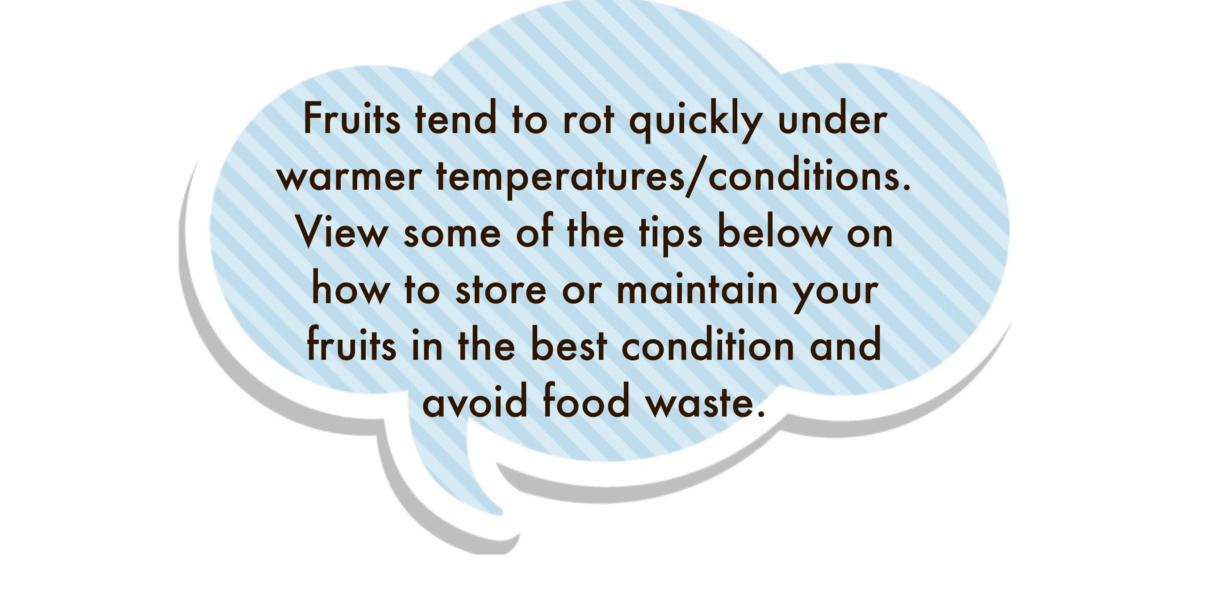 Fruits tend to rot quickly under
warmer temperatures/conditions.
View some of the tips below on
how to store or maintain your
fruits in the best condition and
avoid food waste.